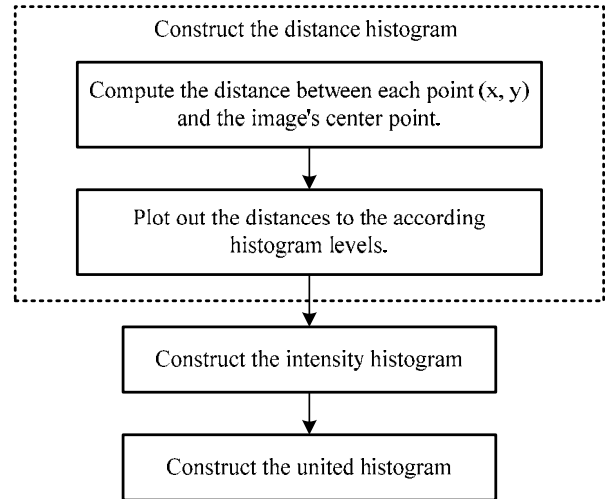 Construct the distance histogram
Compute the distance between each point (x, y)
and the image's center point.
Plot out the distances to the according
histogram levels.
Construct the intensity histogram
Construct the united histogram